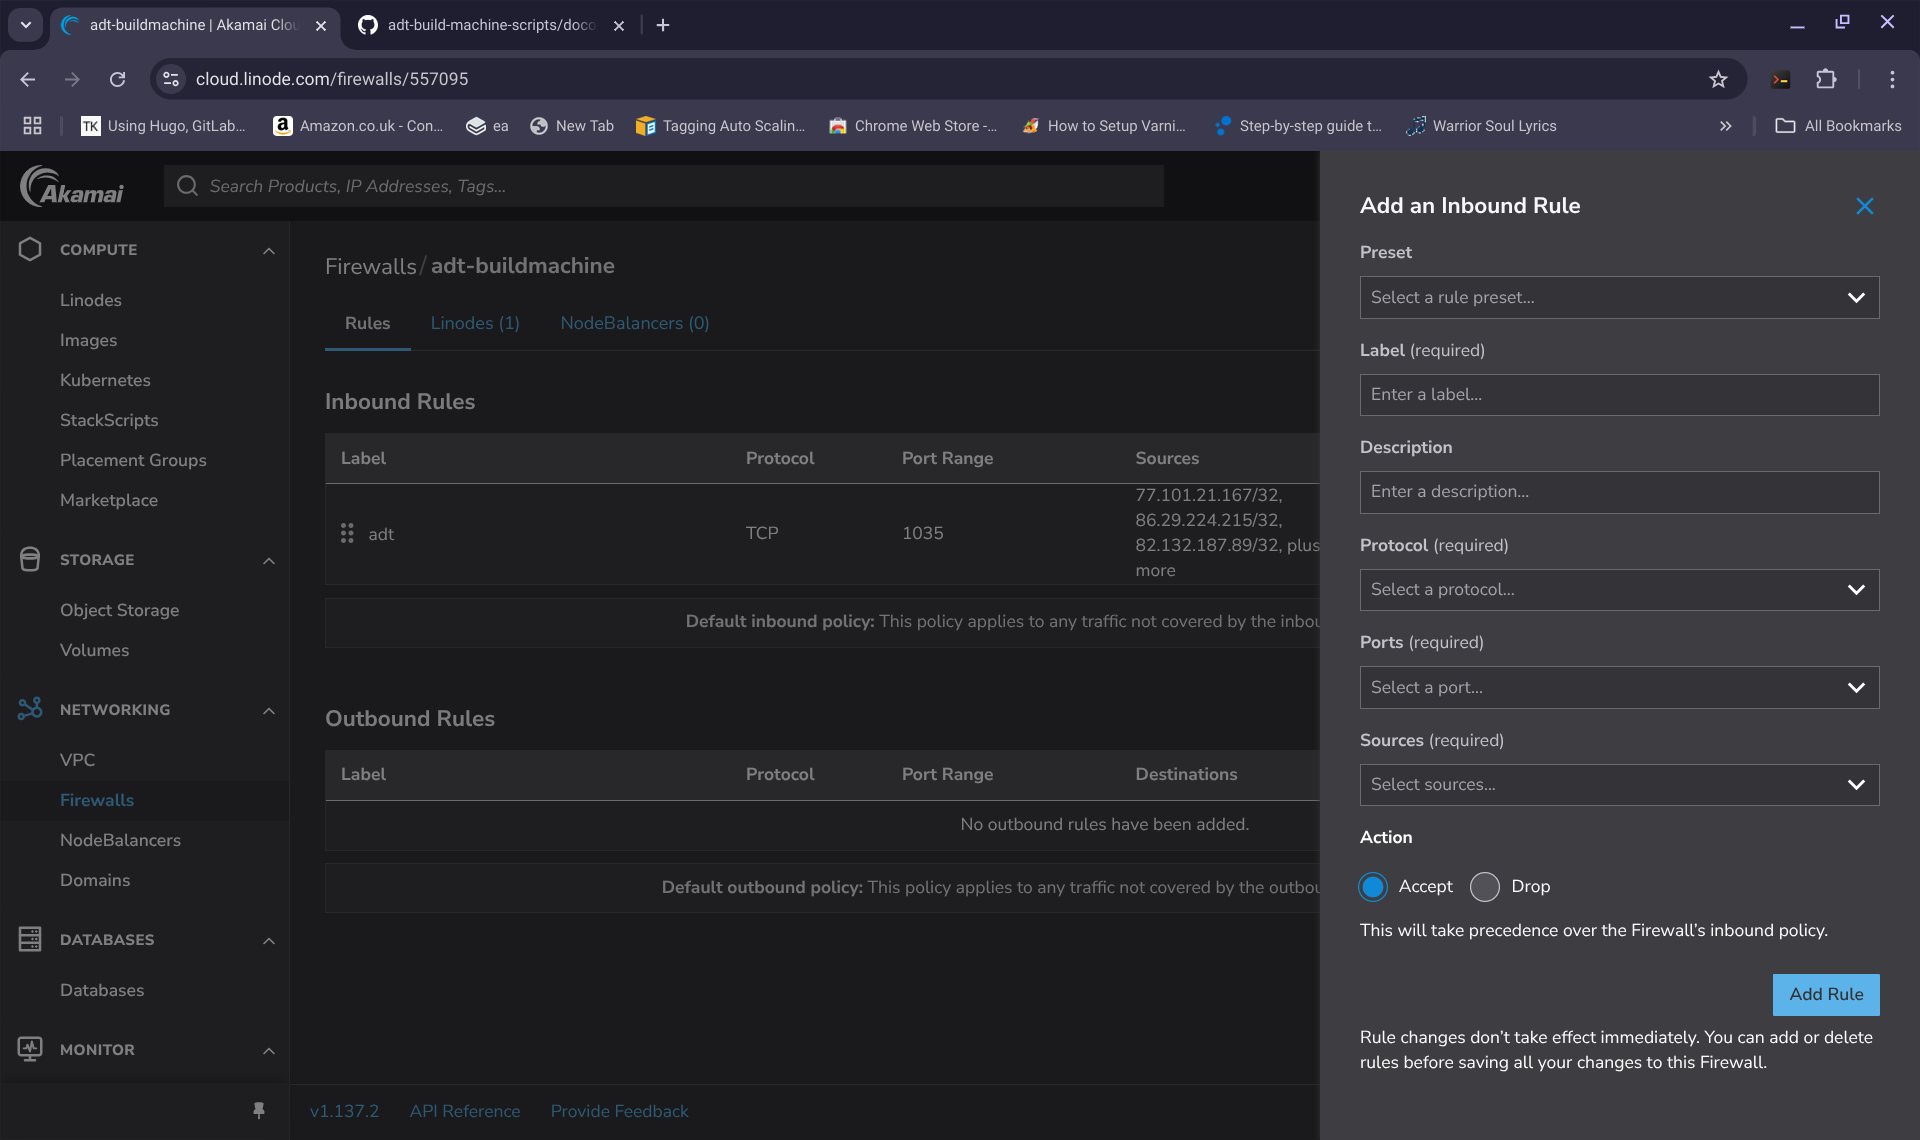 adt-buildmachine | Akamai Clou
adt-build-machine-scripts/doco
cloud.linode.com/firewalls/557095
TK Using Hugo, GitLab...
a Amazon.co.uk - Con...
ea
New Tab
Tagging Auto Scalin...
Chrome Web Store -...
How to Setup Varni...
Step-by-step guide t...
Warrior Soul Lyrics
All Bookmarks
Akamai
Search Products, IP Addresses, Tags...
COMPUTE
Linodes
Images
Kubernetes
StackScripts
Placement Groups
Marketplace
STORAGE
Object Storage
Volumes
NETWORKING
VPC
Firewalls
NodeBalancers
Domains
DATABASES
Databases
MONITOR
Firewalls / adt-buildmachine
Rules Linodes (1) NodeBalancers (0)
Inbound Rules
Label Protocol Port Range Sources
adt TCP 1035
77.101.21.167/32,
86.29.224.215/32,
82.132.187.89/32, plus
more
Default inbound policy: This policy applies to any traffic not covered by the inbou
Outbound Rules
Label Protocol Port Range Destinations
No outbound rules have been added.
Default outbound policy: This policy applies to any traffic not covered by the outbou
v1.137.2 API Reference Provide Feedback
Add an Inbound Rule
Preset
Select a rule preset...
Label (required)
Enter a label...
Description
Enter a description...
Protocol (required)
Select a protocol...
Ports (required)
Select a port...
Sources (required)
Select sources...
Action
Accept Drop
This will take precedence over the Firewall’s inbound policy.
Add Rule
Rule changes don’t take effect immediately. You can add or delete
rules before saving all your changes to this Firewall.